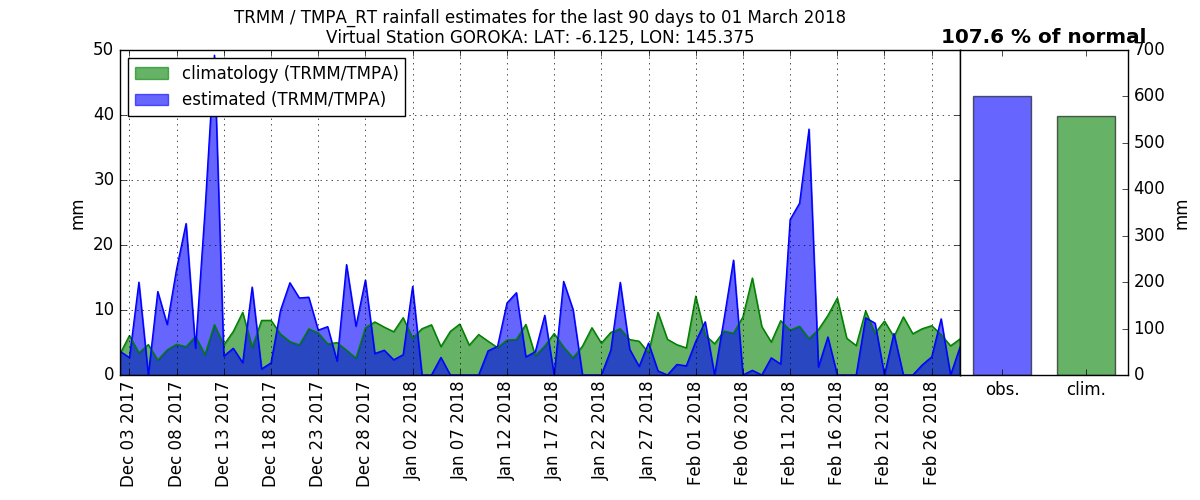 TRMM / TMPA_RT rainfall estimates for the last 90 days to 01 March 2018
Virtual Station GOROKA: LAT: -6.125, LON: 145.375
107.6 % of normal
climatology (TRMM/TMPA)
estimated (TRMM/TMPA)
mm
50
40
30
20
10
0
Dec 03 2017
Dec 08 2017
Dec 13 2017
Dec 18 2017
Dec 23 2017
Dec 28 2017
Jan 02 2018
Jan 07 2018
Jan 12 2018
Jan 17 2018
Jan 22 2018
Jan 27 2018
Feb 01 2018
Feb 06 2018
Feb 11 2018
Feb 16 2018
Feb 21 2018
Feb 26 2018
obs.
clim.
700
600
500
400
300
200
100
0
mm